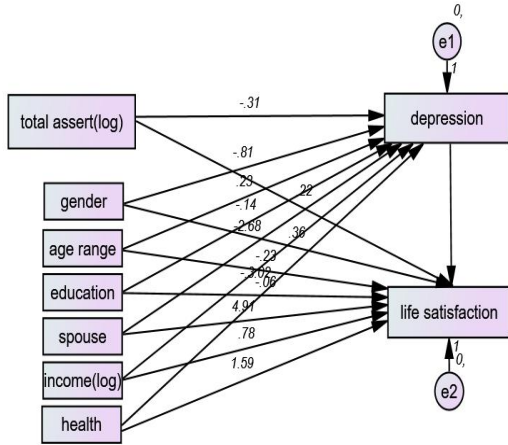 0,
e1
1
-.31
total assert(log)
depression
-.81
.23
.22
gender
-.14
-2.68
.36
age range
-.23
-3.02
-.06
education
4.91
life satisfaction
spouse
.78
1
0,
1.59
income(log)
e2
health